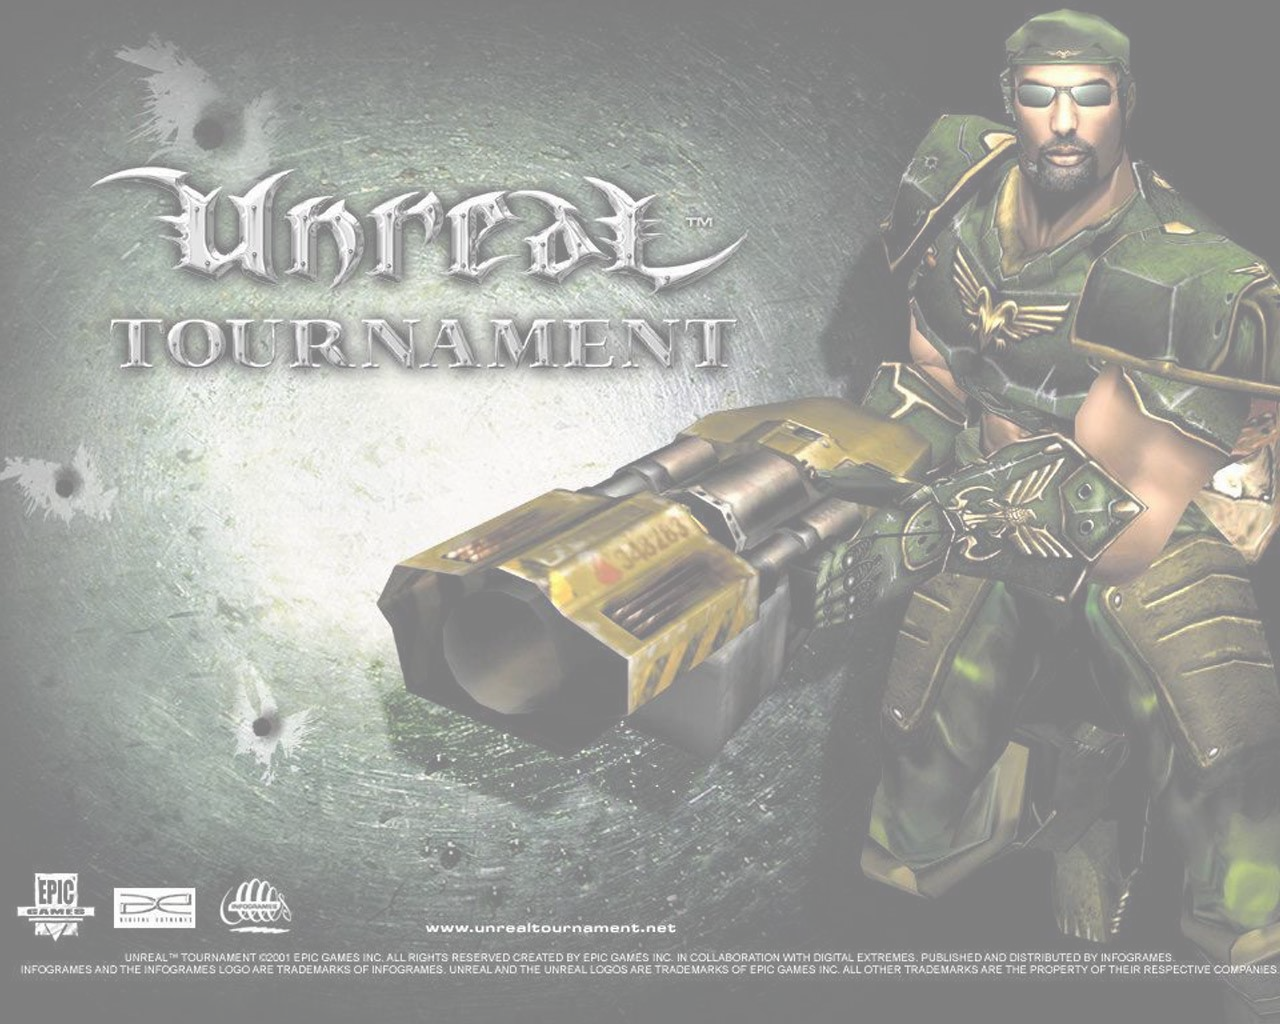 Unreal™
TOURNAMENT
EPIC
GAMES
DIGITAL EXTREMES
INFOGRAMES
www.unrealtournament.net
UNREAL™ TOURNAMENT ©2001 EPIC GAMES INC. ALL RIGHTS RESERVED CREATED BY EPIC GAMES INC. IN COLLABORATION WITH DIGITAL EXTREMES. PUBLISHED AND DISTRIBUTED BY INFOGRAMES.
INFOGRAMES AND THE INFOGRAMES LOGO ARE TRADEMARKS OF INFOGRAMES. UNREAL AND THE UNREAL LOGOS ARE TRADEMARKS OF EPIC GAMES INC. ALL OTHER TRADEMARKS ARE THE PROPERTY OF THEIR RESPECTIVE COMPANIES.